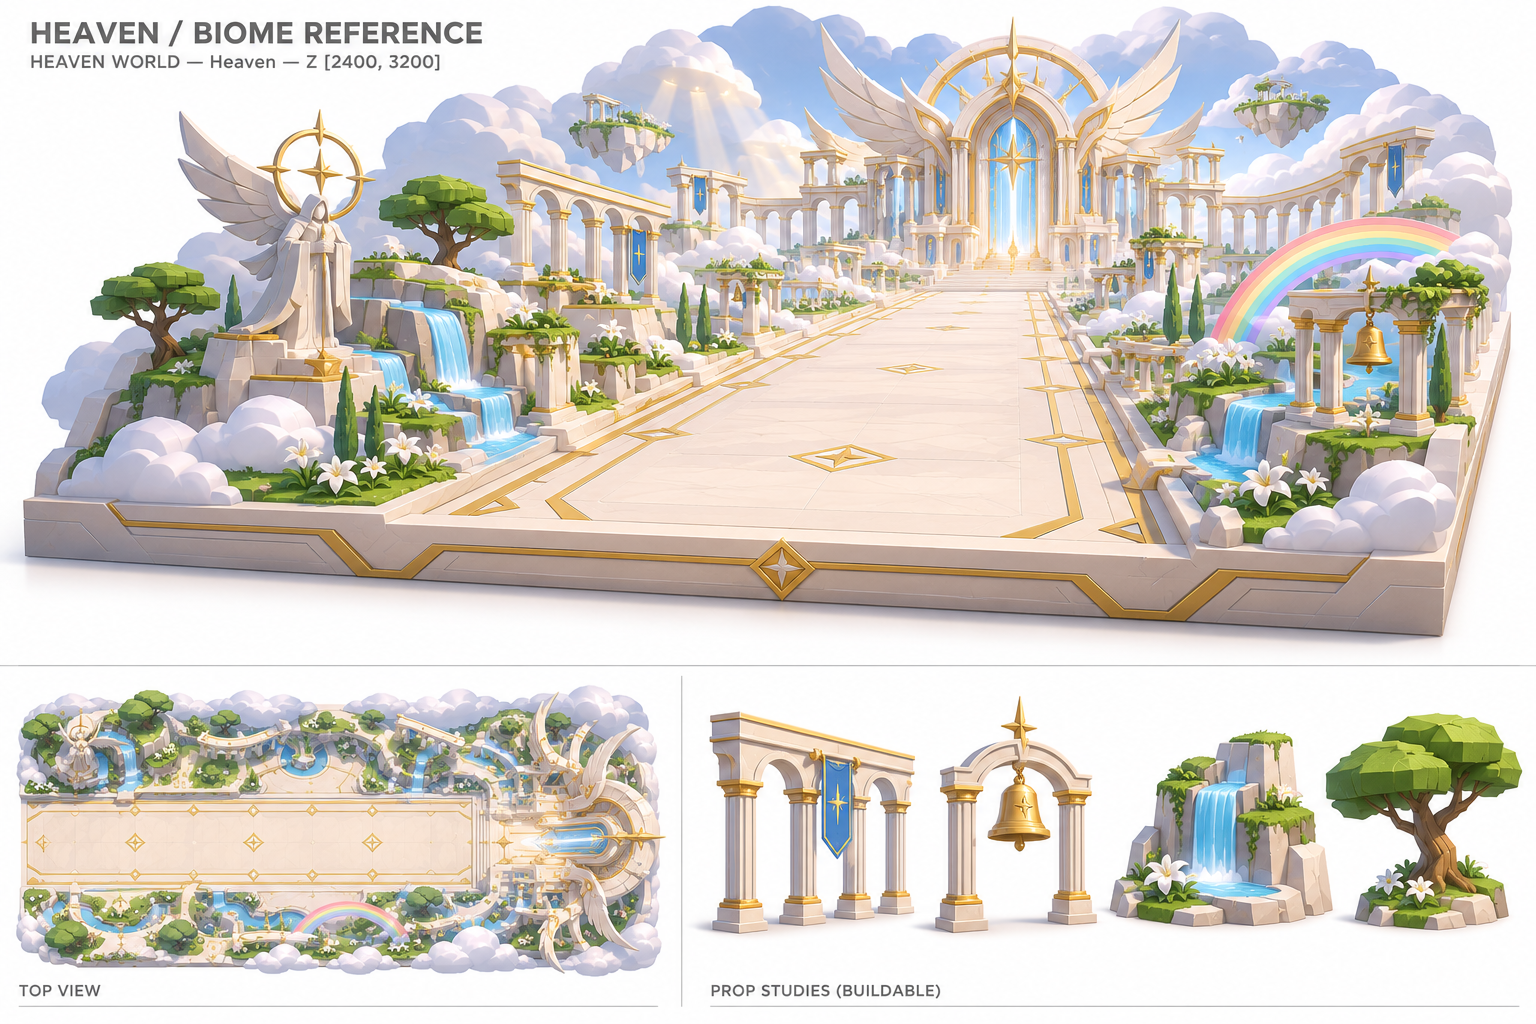 HEAVEN / BIOME REFERENCE
HEAVEN WORLD — Heaven — Z [2400, 3200]
TOP VIEW
PROP STUDIES (BUILDABLE)